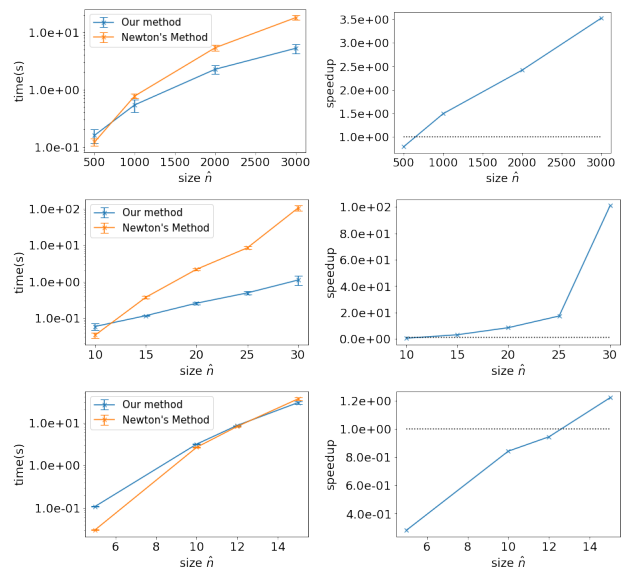 Our method
Newton's Method
1.0e+01
1.0e+00
1.0e-01
time(s)
500 1000 1500 2000 2500 3000
size n̂
3.5e+00
3.0e+00
2.5e+00
2.0e+00
1.5e+00
1.0e+00
speedup
500 1000 1500 2000 2500 3000
size n̂
Our method
Newton's Method
1.0e+02
1.0e+01
1.0e+00
1.0e-01
time(s)
10 15 20 25 30
size n̂
1.0e+02
8.0e+01
6.0e+01
4.0e+01
2.0e+01
0.0e+00
speedup
10 15 20 25 30
size n̂
Our method
Newton's Method
1.0e+01
1.0e+00
1.0e-01
time(s)
6 8 10 12 14
size n̂
1.2e+00
1.0e+00
8.0e-01
6.0e-01
4.0e-01
speedup
6 8 10 12 14
size n̂